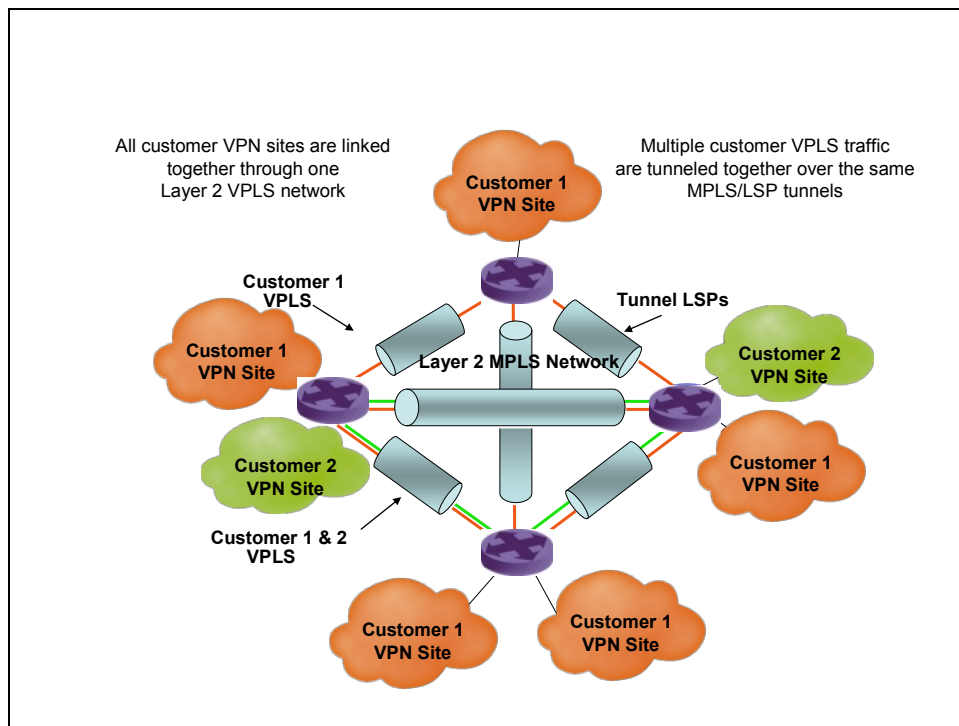 All customer VPN sites are linked
together through one
Layer 2 VPLS network
Multiple customer VPLS traffic
are tunneled together over the same
MPLS/LSP tunnels
Customer 1
VPN Site
Customer 1
VPLS
Tunnel LSPs
Customer 1
VPN Site
Layer 2 MPLS Network
Customer 2
VPN Site
Customer 2
VPN Site
Customer 1
VPN Site
Customer 1 & 2
VPLS
Customer 1
VPN Site
Customer 1
VPN Site